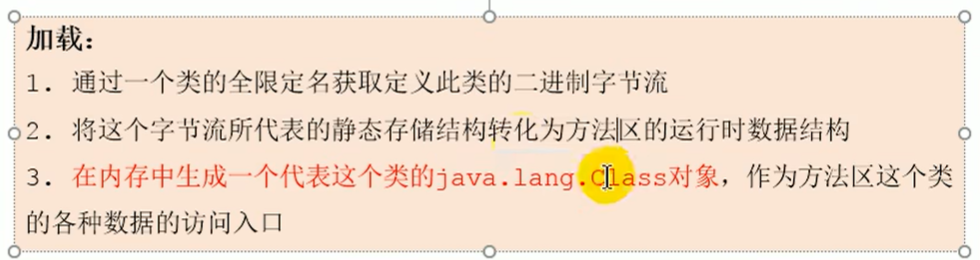 加载：
1. 通过一个类的全限定名获取定义此类的二进制字节流
2. 将这个字节流所代表的静态存储结构转化为方法区的运行时数据结构
3. 在内存中生成一个代表这个类的java.lang.Class对象，作为方法区这个类
的各种数据的访问入口